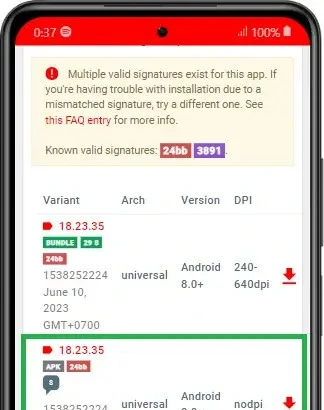 0:37 100%
Multiple valid signatures exist for this app. If
you're having trouble with installation due to a
mismatched signature, try a different one. See
this FAQ entry for more info.
Known valid signatures: 24bb 3891.
Variant Arch Version DPI
18.23.35
BUNDLE 29 S
24bb
1538252224 universal Android 240-
June 10, 8.0+ 640dpi
2023
GMT+0700
18.23.35
APK 24bb
8
1538252224 universal Android nodpi